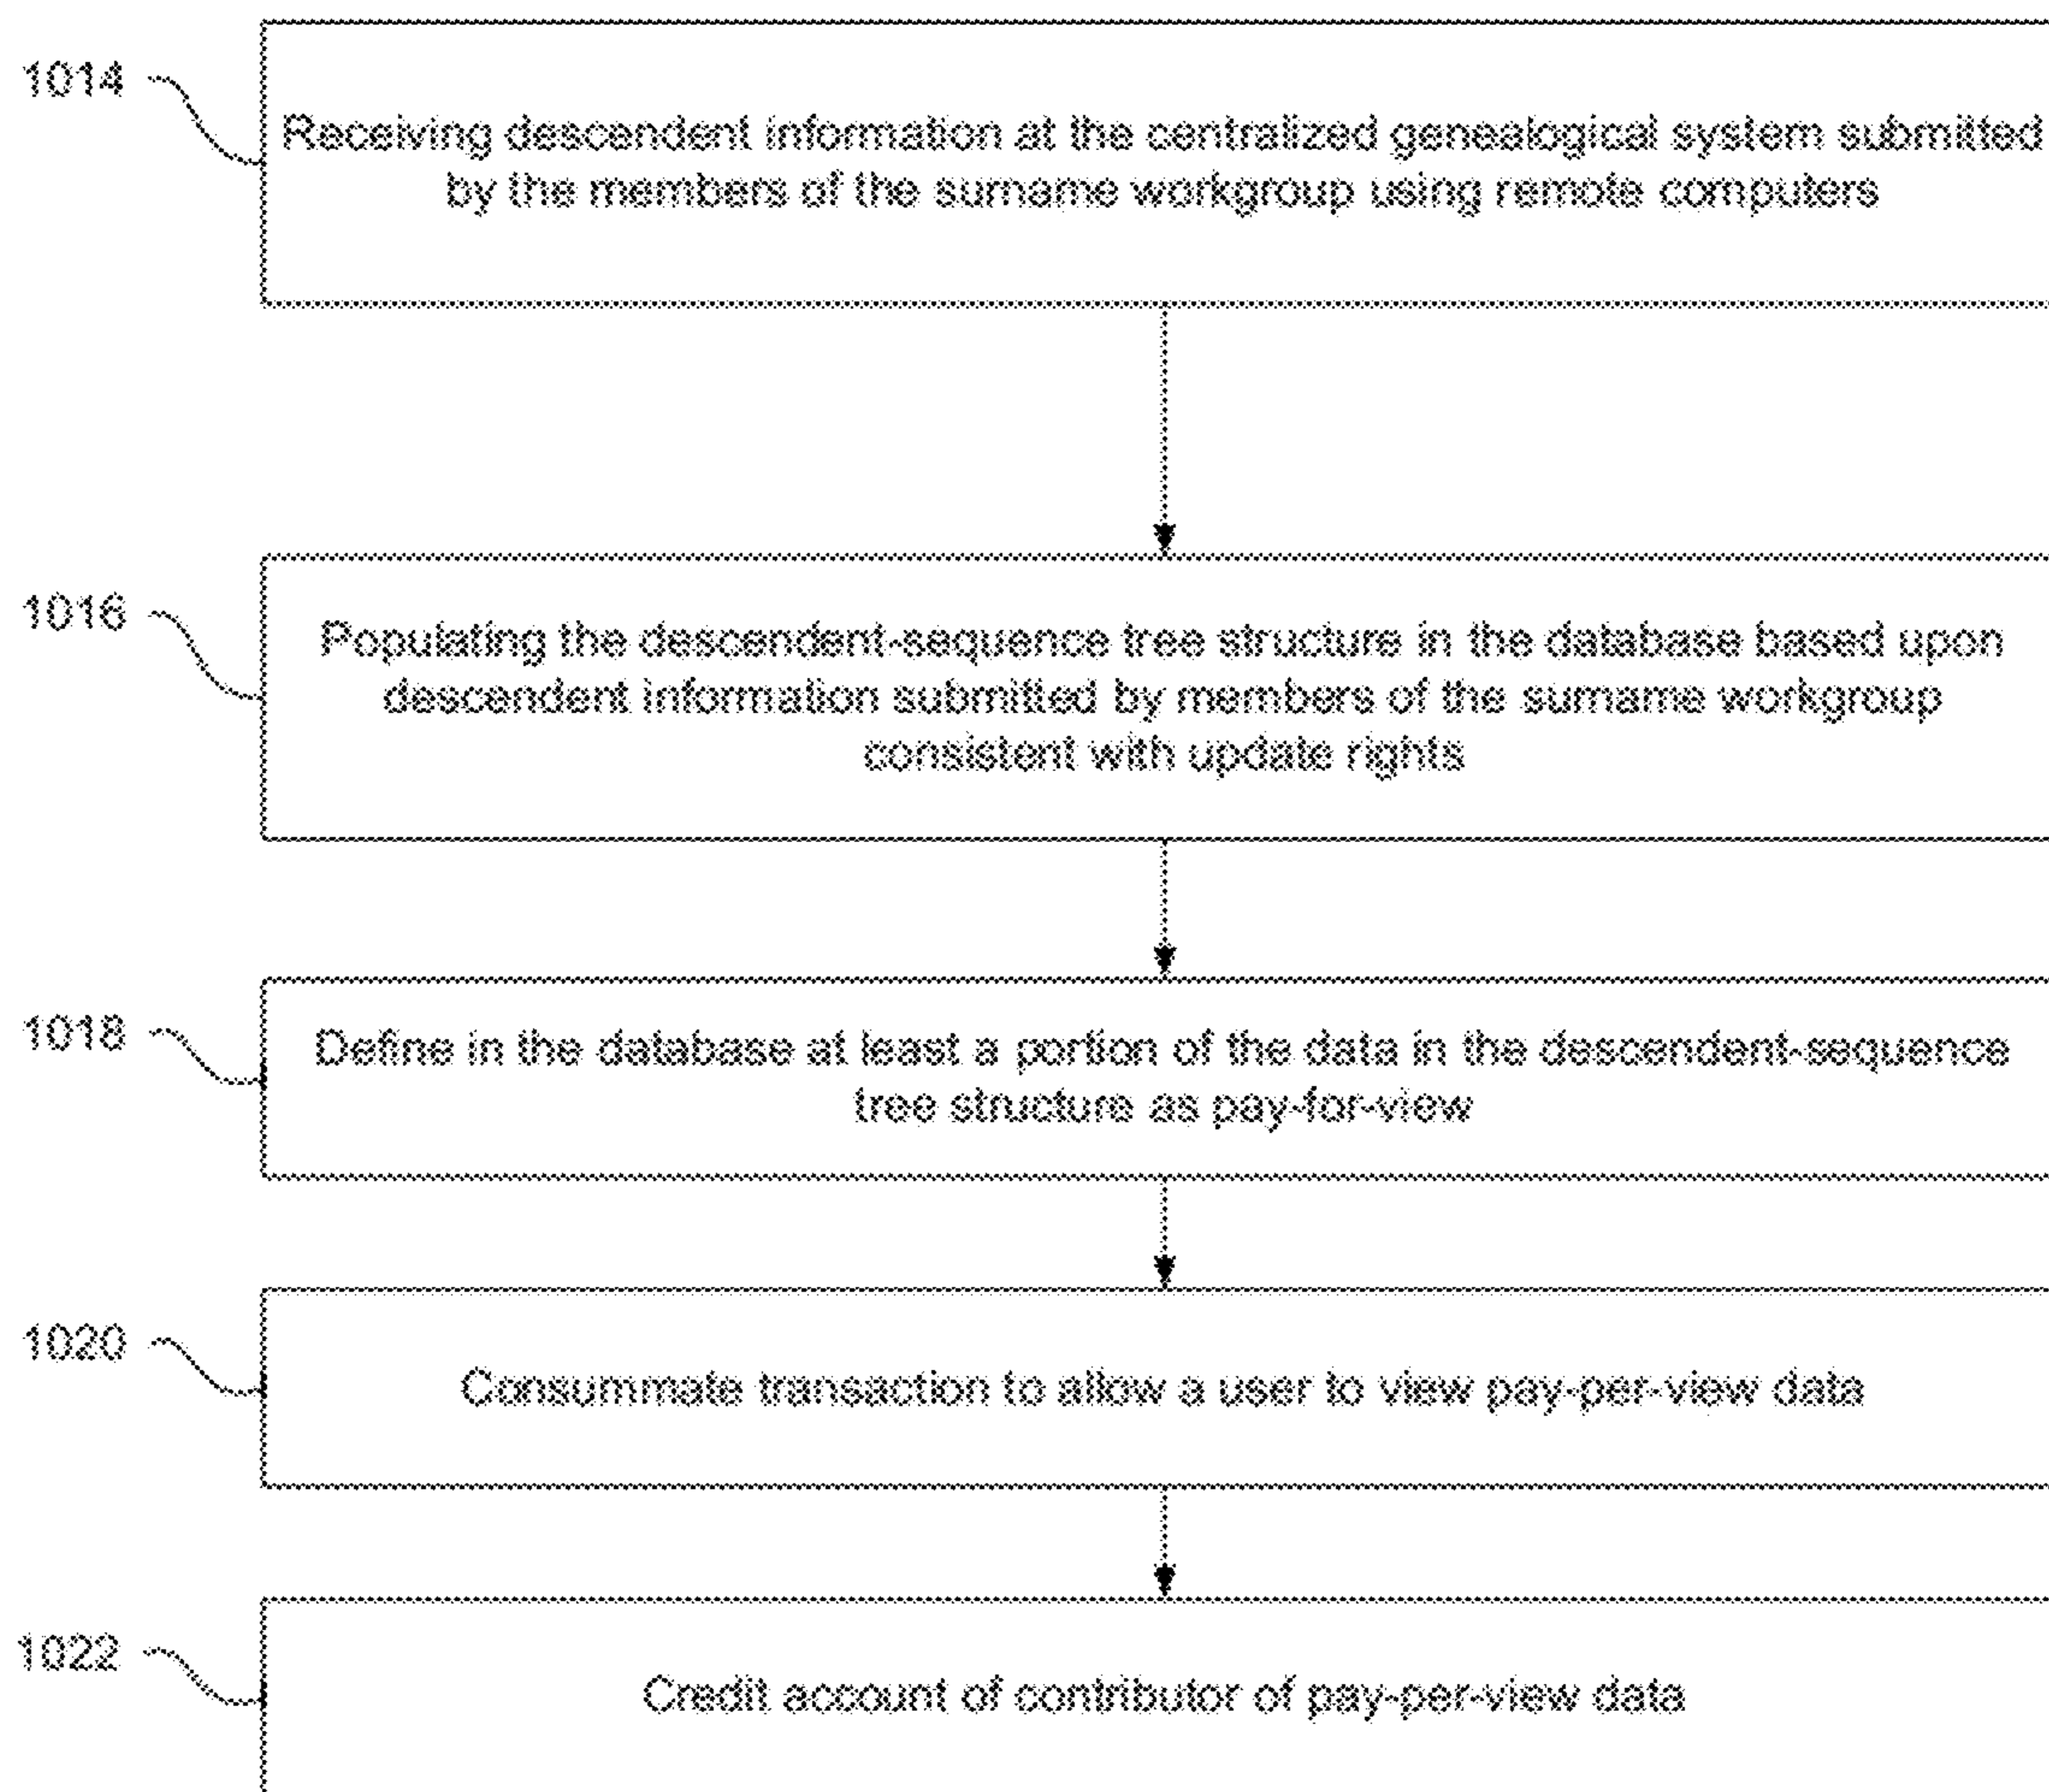 1014
Receiving descendent information at the centralized genealogical system submitted
by the members of the surname workgroup using remote computers
1016
Populating the descendent-sequence tree structure in the database based upon
descendent information submitted by members of the surname workgroup
consistent with update rights
1018
Define in the database at least a portion of the data in the descendent-sequence
tree structure as pay-for-view
1020
Consummate transaction to allow a user to view pay-per-view data
1022
Credit account of contributor of pay-per-view data